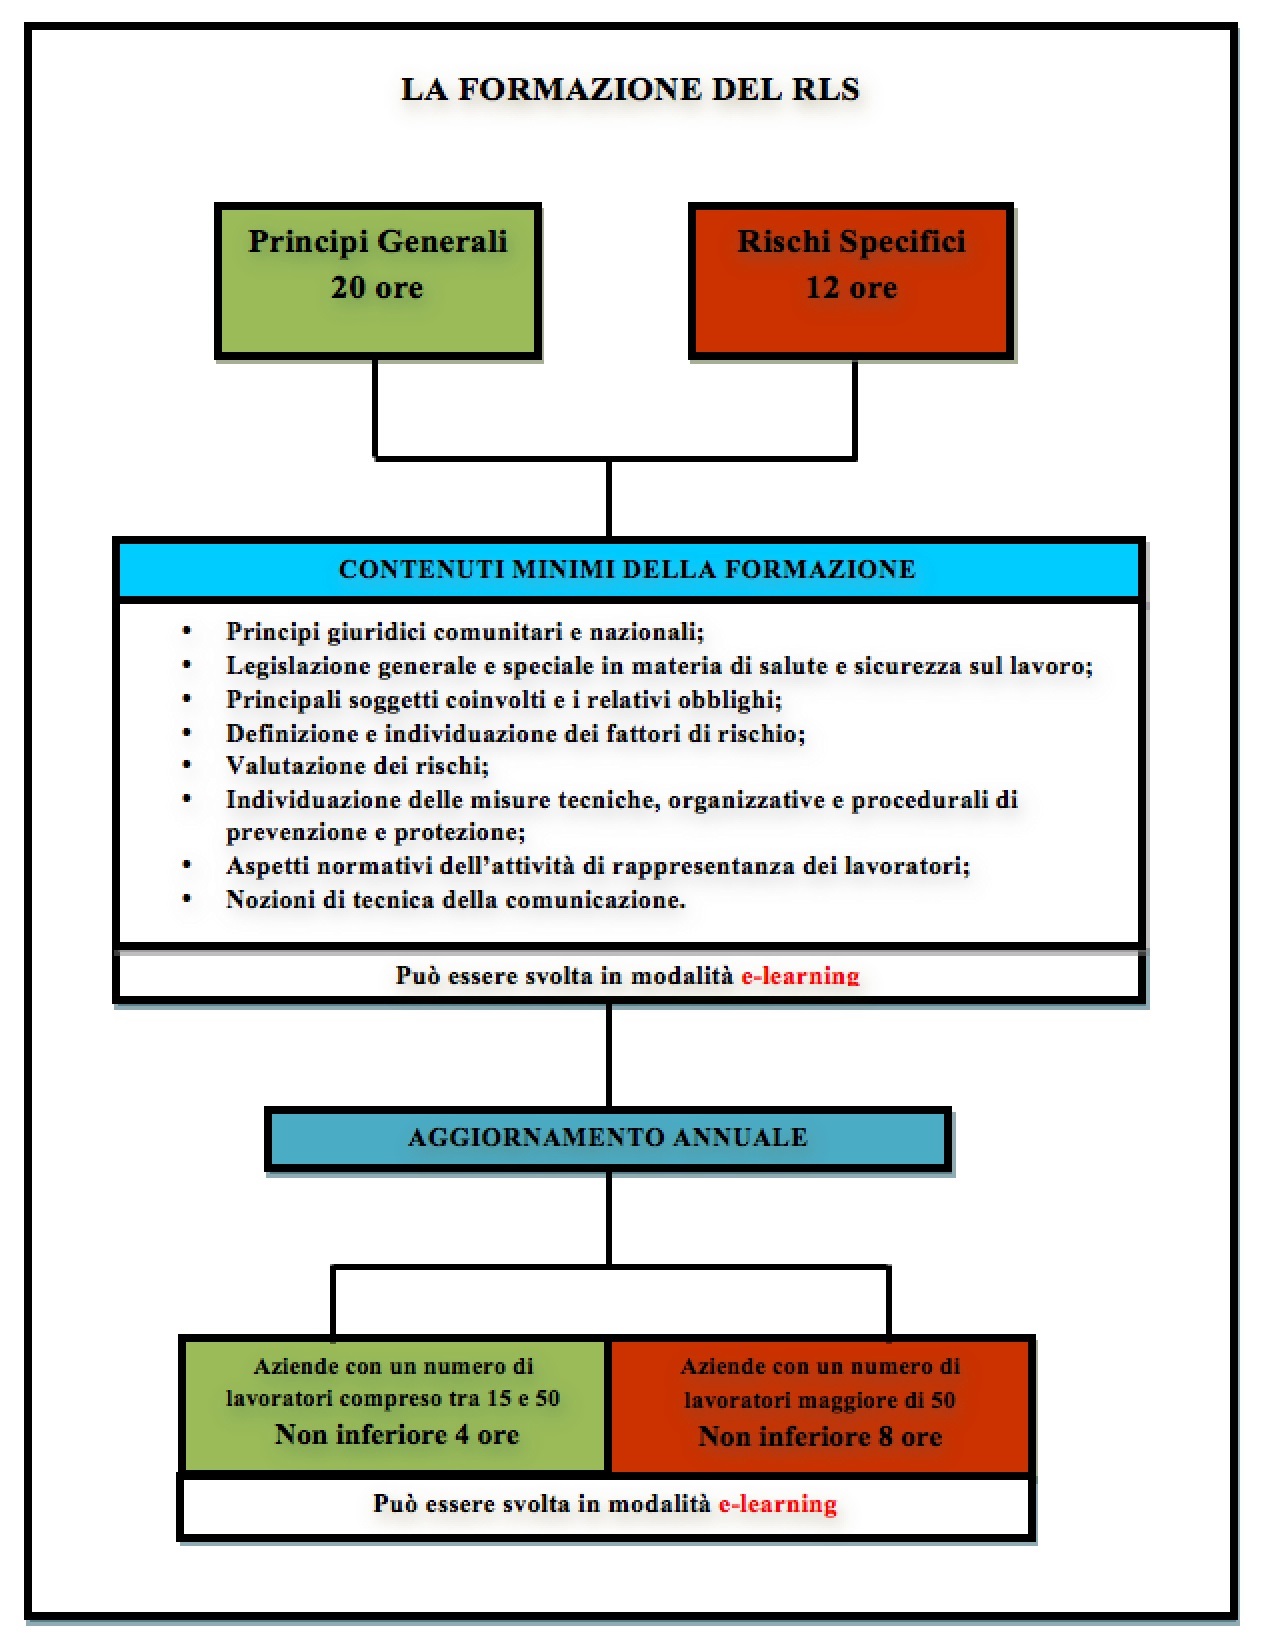 LA FORMAZIONE DEL RLS
Principi Generali
20 ore
Rischi Specifici
12 ore
CONTENUTI MINIMI DELLA FORMAZIONE
• Principi giuridici comunitari e nazionali;
• Legislazione generale e speciale in materia di salute e sicurezza sul lavoro;
• Principali soggetti coinvolti e i relativi obblighi;
• Definizione e individuazione dei fattori di rischio;
• Valutazione dei rischi;
• Individuazione delle misure tecniche, organizzative e procedurali di
prevenzione e protezione;
• Aspetti normativi dell’attività di rappresentanza dei lavoratori;
• Nozioni di tecnica della comunicazione.
Può essere svolta in modalità e-learning
AGGIORNAMENTO ANNUALE
Aziende con un numero di
lavoratori compreso tra 15 e 50
Non inferiore 4 ore
Aziende con un numero di
lavoratori maggiore di 50
Non inferiore 8 ore
Può essere svolta in modalità e-learning